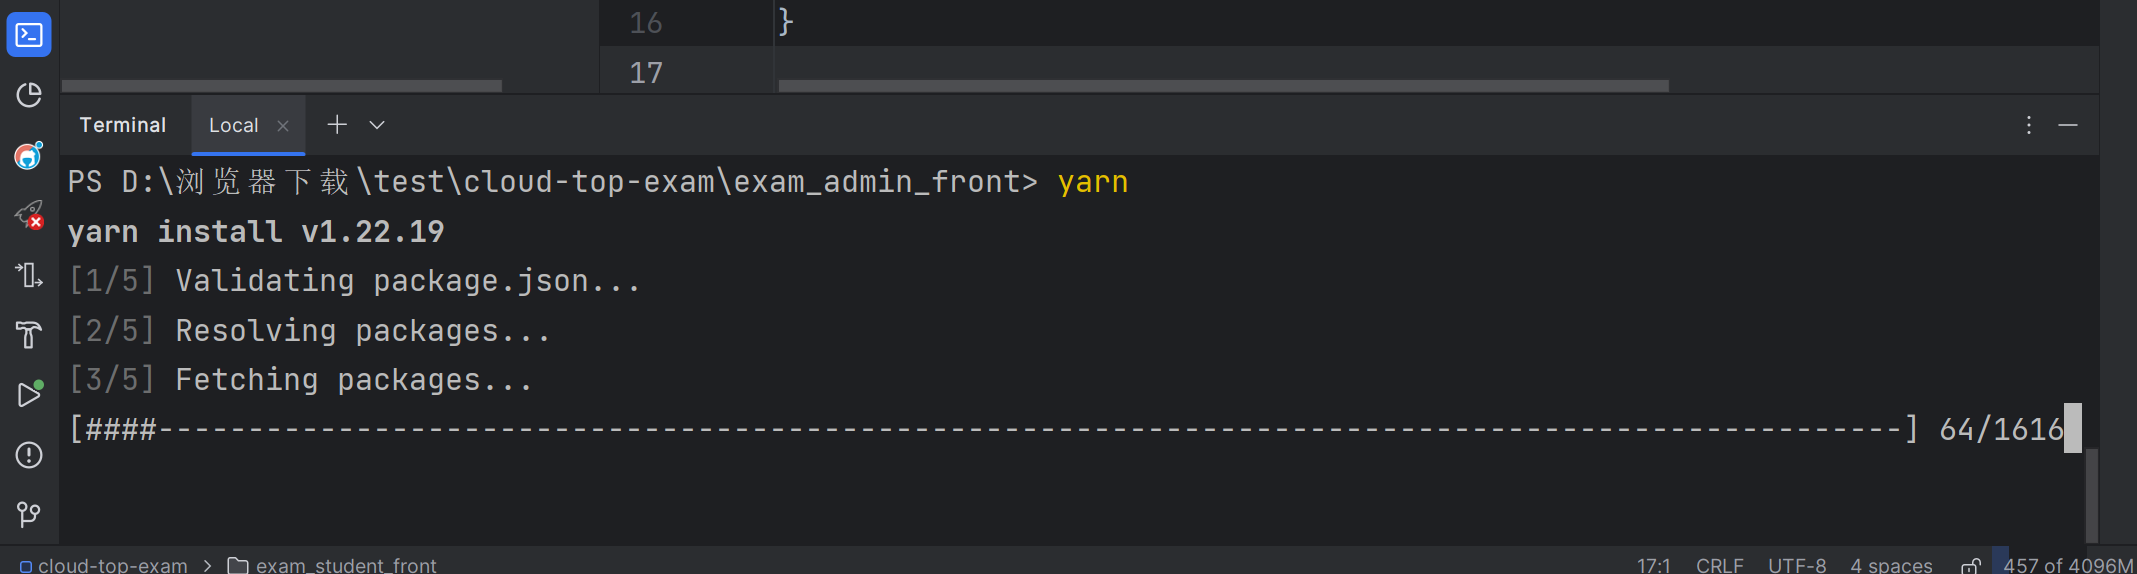 16 }
17
Terminal Local
PS D:\浏览器下载\test\cloud-top-exam\exam_admin_front> yarn
yarn install v1.22.19
[1/5] Validating package.json...
[2/5] Resolving packages...
[3/5] Fetching packages...
[####-------------------------------------------------------------------------------------------------] 64/1616
cloud-top-exam > exam_student_front 17:1 CRLF UTF-8 4 spaces 457 of 4096M